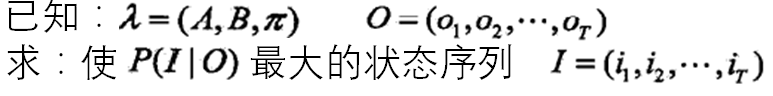 已知：λ=(A,B,π) O=(o₁,o₂,⋯,o_T)
求：使 P(I|O) 最大的状态序列 I=(i₁,i₂,⋯,i_T)